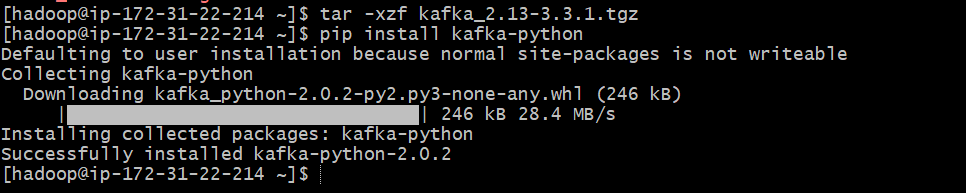 [hadoop@ip-172-31-22-214 ~]$ tar -xzf kafka_2.13-3.3.1.tgz
[hadoop@ip-172-31-22-214 ~]$ pip install kafka-python
Defaulting to user installation because normal site-packages is not writeable
Collecting kafka-python
  Downloading kafka_python-2.0.2-py2.py3-none-any.whl (246 kB)
     |████████████████████████████████| 246 kB 28.4 MB/s
Installing collected packages: kafka-python
Successfully installed kafka-python-2.0.2
[hadoop@ip-172-31-22-214 ~]$